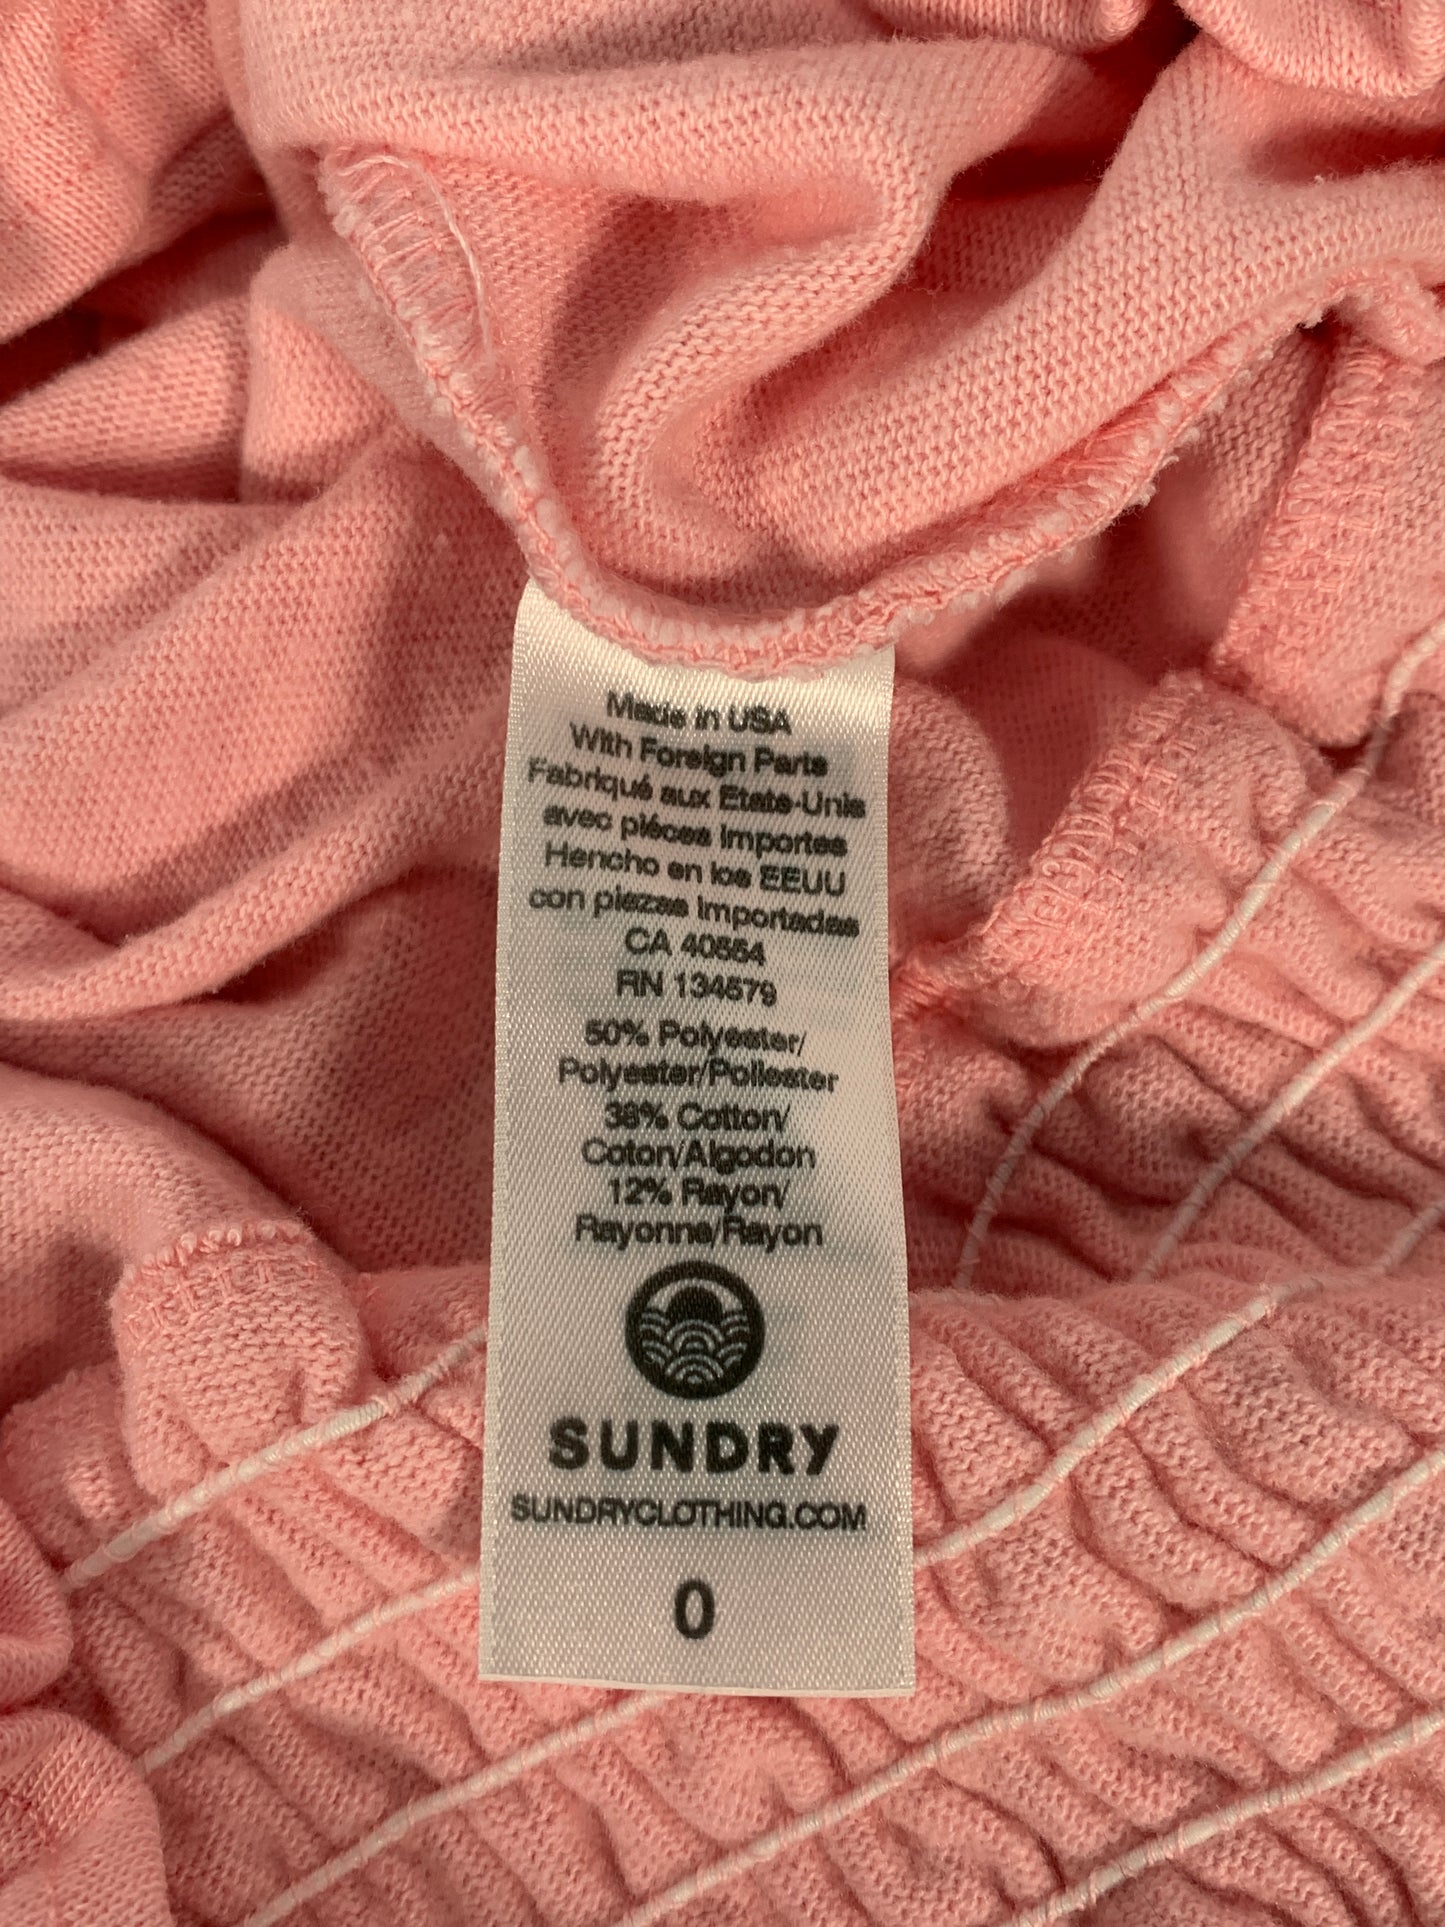 Made in USA
With Foreign Parts
Fabriqué aux Etats-Unis
avec piéces importes
Hencho en los EEUU
con piezas importadas
CA 40554
RN 134579
50% Polyester/
Polyester/Poliester
38% Cotton/
Coton/Algodon
12% Rayon/
Rayonne/Rayon
SUNDRY
SUNDRYCLOTHING.COM
0